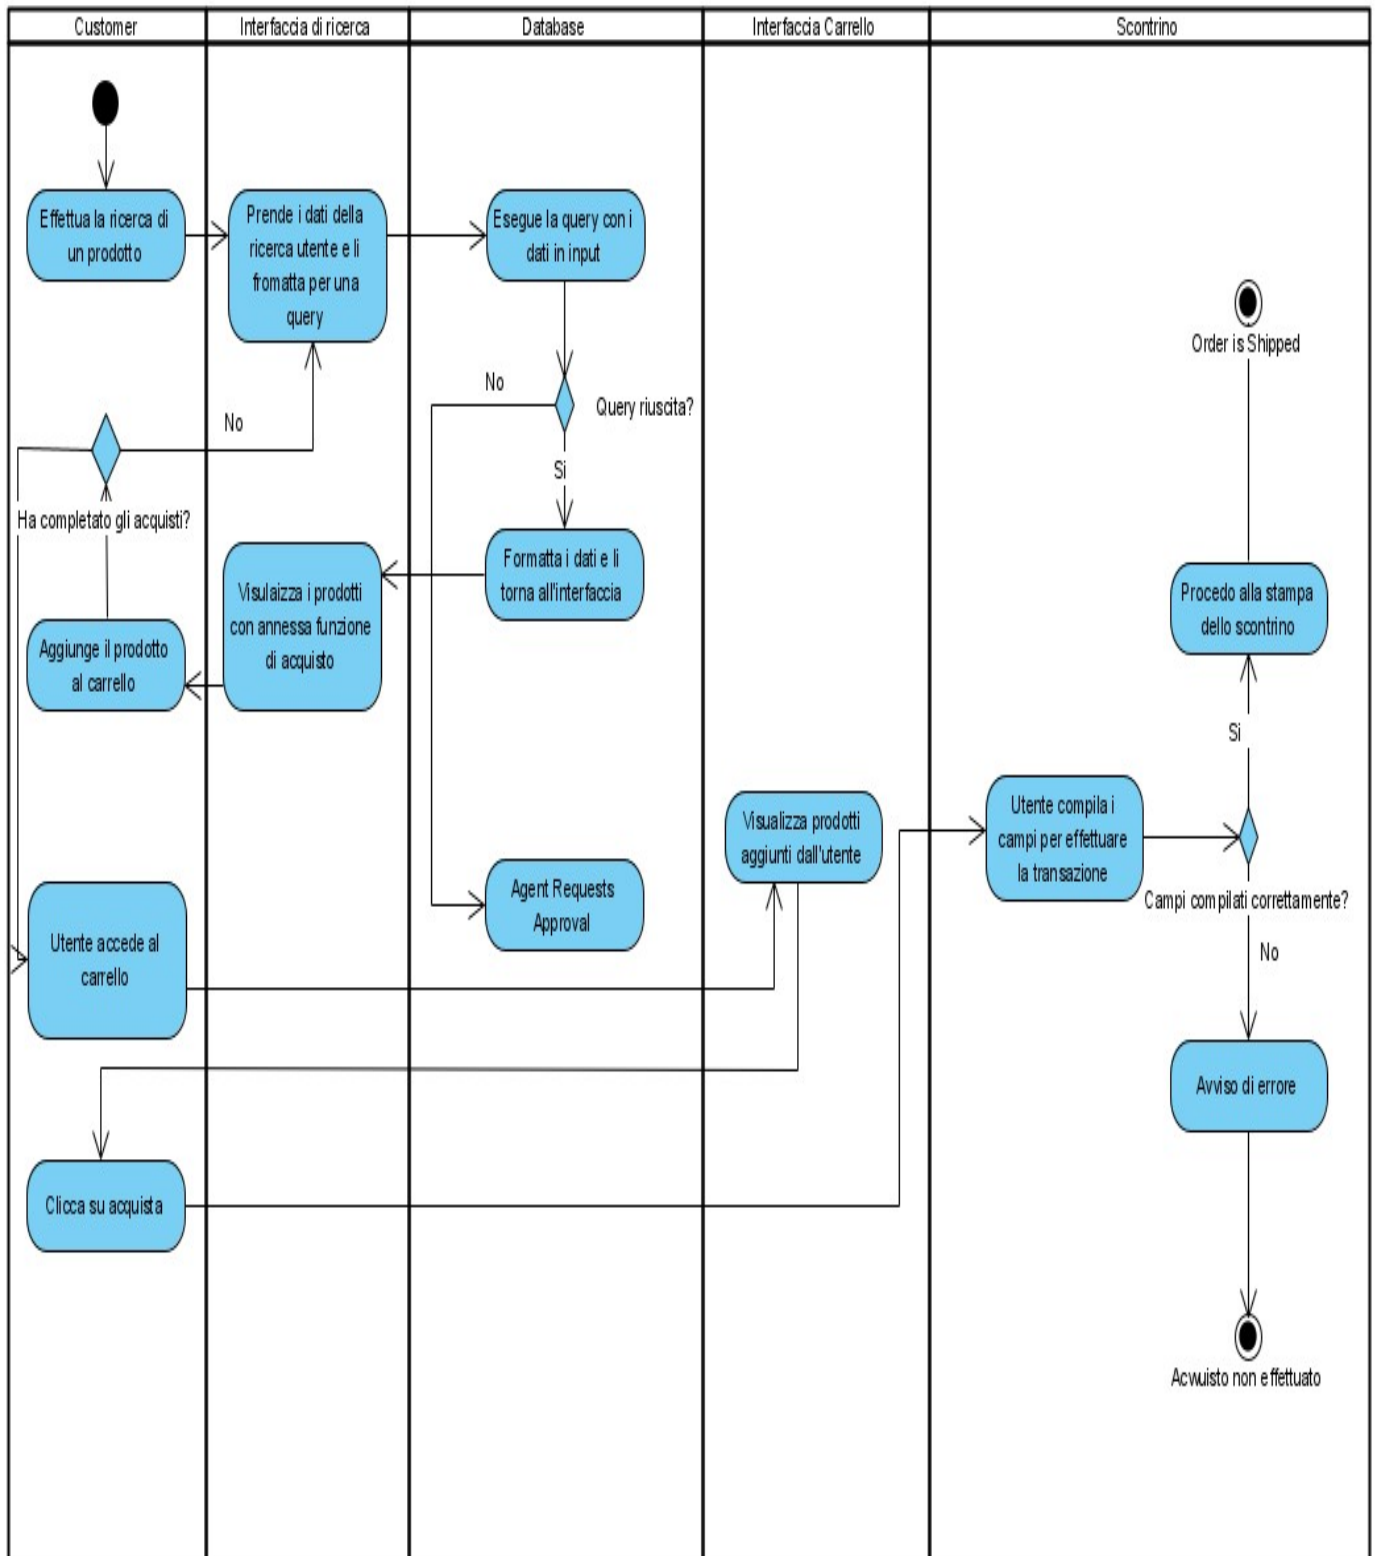 Customer
Interfaccia di ricerca
Database
Interfaccia Carrello
Scontrino
Effettua la ricerca di
un prodotto
Prende i dati della
ricerca utente e li
fromatta per una
query
Esegue la query con i
dati in input
Order is Shipped
No
Query riuscita?
No
Si
Ha completato gli acquisti?
Formatta i dati e li
torna all'interfaccia
Visulaizza i prodotti
con annessa funzione
di acquisto
Aggiunge il prodotto
al carrello
Procedo alla stampa
dello scontrino
Si
Visualizza prodotti
aggiunti dall'utente
Utente compila i
campi per effettuare
la transazione
Campi compilati correttamente?
Agent Requests
Approval
Utente accede al
carrello
No
Avviso di errore
Clicca su acquista
Acwuisto non effettuato